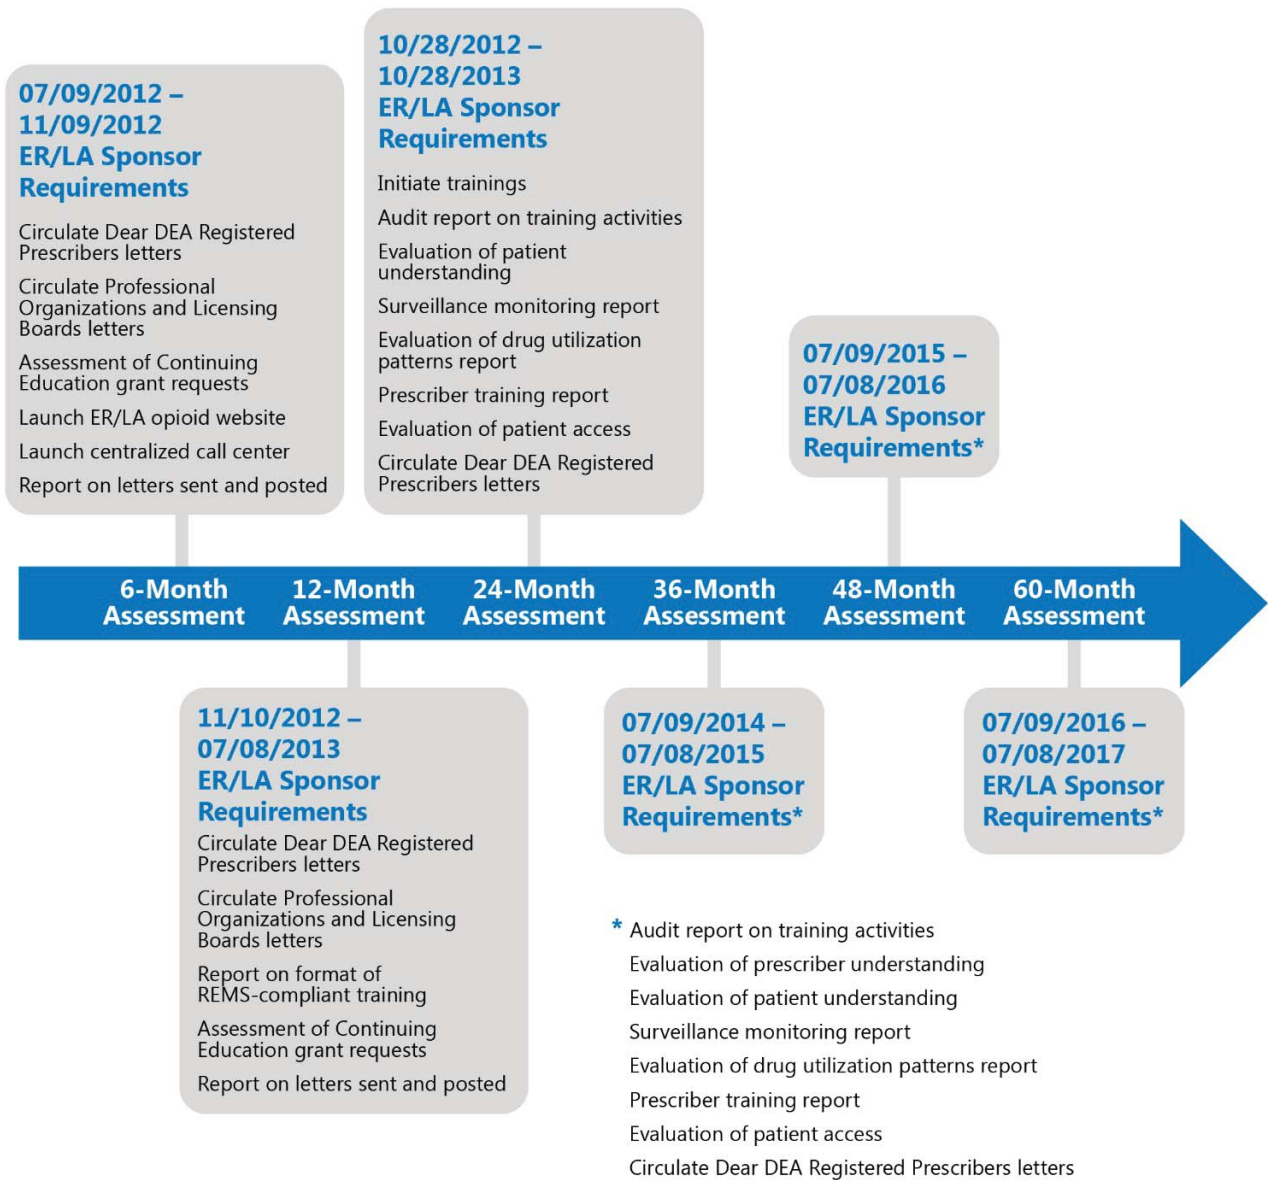 07/09/2012 –
11/09/2012
ER/LA Sponsor
Requirements
Circulate Dear DEA Registered
Prescribers letters
Circulate Professional
Organizations and Licensing
Boards letters
Assessment of Continuing
Education grant requests
Launch ER/LA opioid website
Launch centralized call center
Report on letters sent and posted
10/28/2012 –
10/28/2013
ER/LA Sponsor
Requirements
Initiate trainings
Audit report on training activities
Evaluation of patient
understanding
Surveillance monitoring report
Evaluation of drug utilization
patterns report
Prescriber training report
Evaluation of patient access
Circulate Dear DEA Registered
Prescribers letters
07/09/2015 –
07/08/2016
ER/LA Sponsor
Requirements*
6-Month
Assessment
12-Month
Assessment
24-Month
Assessment
36-Month
Assessment
48-Month
Assessment
60-Month
Assessment
11/10/2012 –
07/08/2013
ER/LA Sponsor
Requirements
Circulate Dear DEA Registered
Prescribers letters
Circulate Professional
Organizations and Licensing
Boards letters
Report on format of
REMS-compliant training
Assessment of Continuing
Education grant requests
Report on letters sent and posted
07/09/2014 –
07/08/2015
ER/LA Sponsor
Requirements*
07/09/2016 –
07/08/2017
ER/LA Sponsor
Requirements*
* Audit report on training activities
Evaluation of prescriber understanding
Evaluation of patient understanding
Surveillance monitoring report
Evaluation of drug utilization patterns report
Prescriber training report
Evaluation of patient access
Circulate Dear DEA Registered Prescribers letters